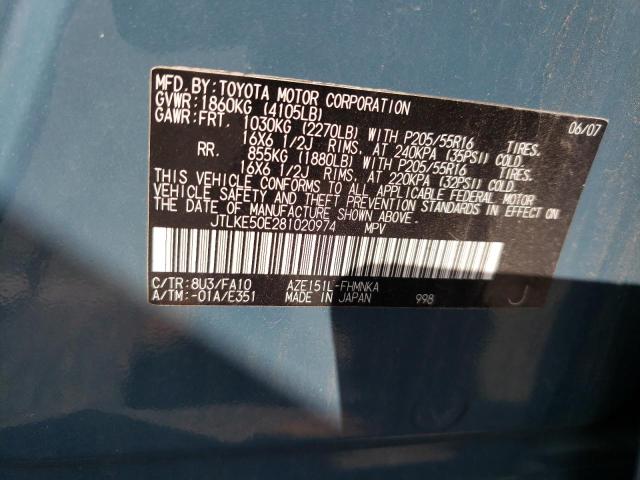 MFD. BY: TOYOTA MOTOR CORPORATION 06/07
GVWR: 1860KG (4105LB)
GAWR: FRT. 1030KG (2270LB) WITH P205/55R16 TIRES.
16X6 1/2J RIMS. AT 240KPA (35PSI) COLD.
RR. 855KG (1880LB) WITH P205/55R16 TIRES.
16X6 1/2J RIMS. AT 220KPA (32PSI) COLD.
THIS VEHICLE CONFORMS TO ALL APPLICABLE FEDERAL MOTOR
VEHICLE SAFETY AND THEFT PREVENTION STANDARDS IN EFFECT
ON THE DATE OF MANUFACTURE SHOWN ABOVE.
JTLKE50E281020974 MPV
C/TR: 8U3/FA10 AZE151L-FHMNKA
A/TM: -01A/E351 MADE IN JAPAN 998 J